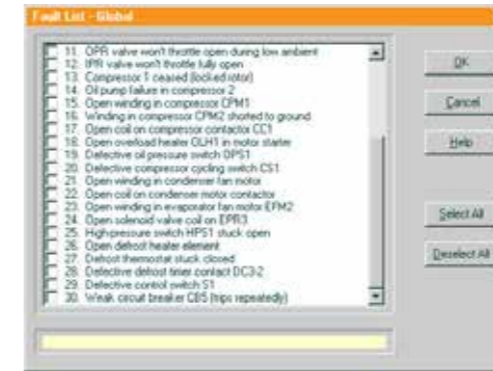 Fault List - Global
11. OPR valve won't throttle open during low ambient
12. IPR valve won't throttle fully open
13. Compressor 1 ceased (locked rotor)
14. Oil pump failure in compressor 2
15. Open winding in compressor CPM1
16. Winding in compressor CPM2 shorted to ground
17. Open coil on compressor contactor CC1
18. Open overload heater OLH1 in motor starter
19. Defective oil pressure switch OPS1
20. Defective compressor cycling switch CS1
21. Open winding in condenser fan motor
22. Open coil on condenser motor contactor
23. Open winding in evaporator fan motor EFM2
24. Open solenoid valve coil on EPR3
25. High-pressure switch HPS1 stuck open
26. Open defrost heater element
27. Defrost thermostat stuck closed
28. Defective defrost timer contact DC3-2
29. Defective control switch S1
30. Weak circuit breaker CB5 (trips repeatedly)
OK
Cancel
Help
Select All
Deselect All